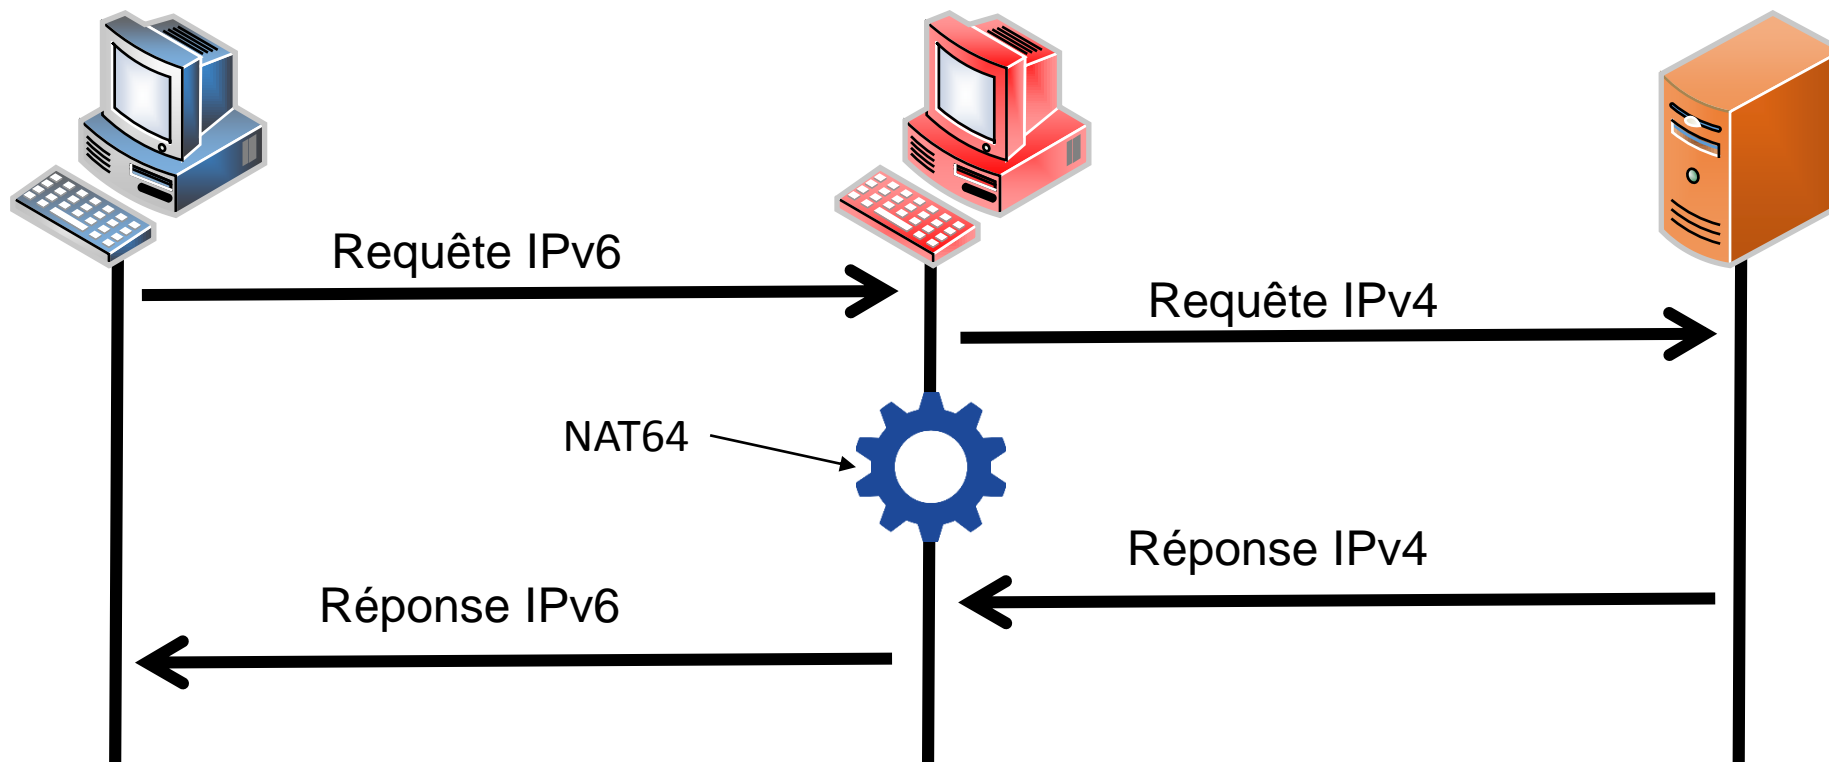 Requête IPv6
Requête IPv4
NAT64
Réponse IPv4
Réponse IPv6